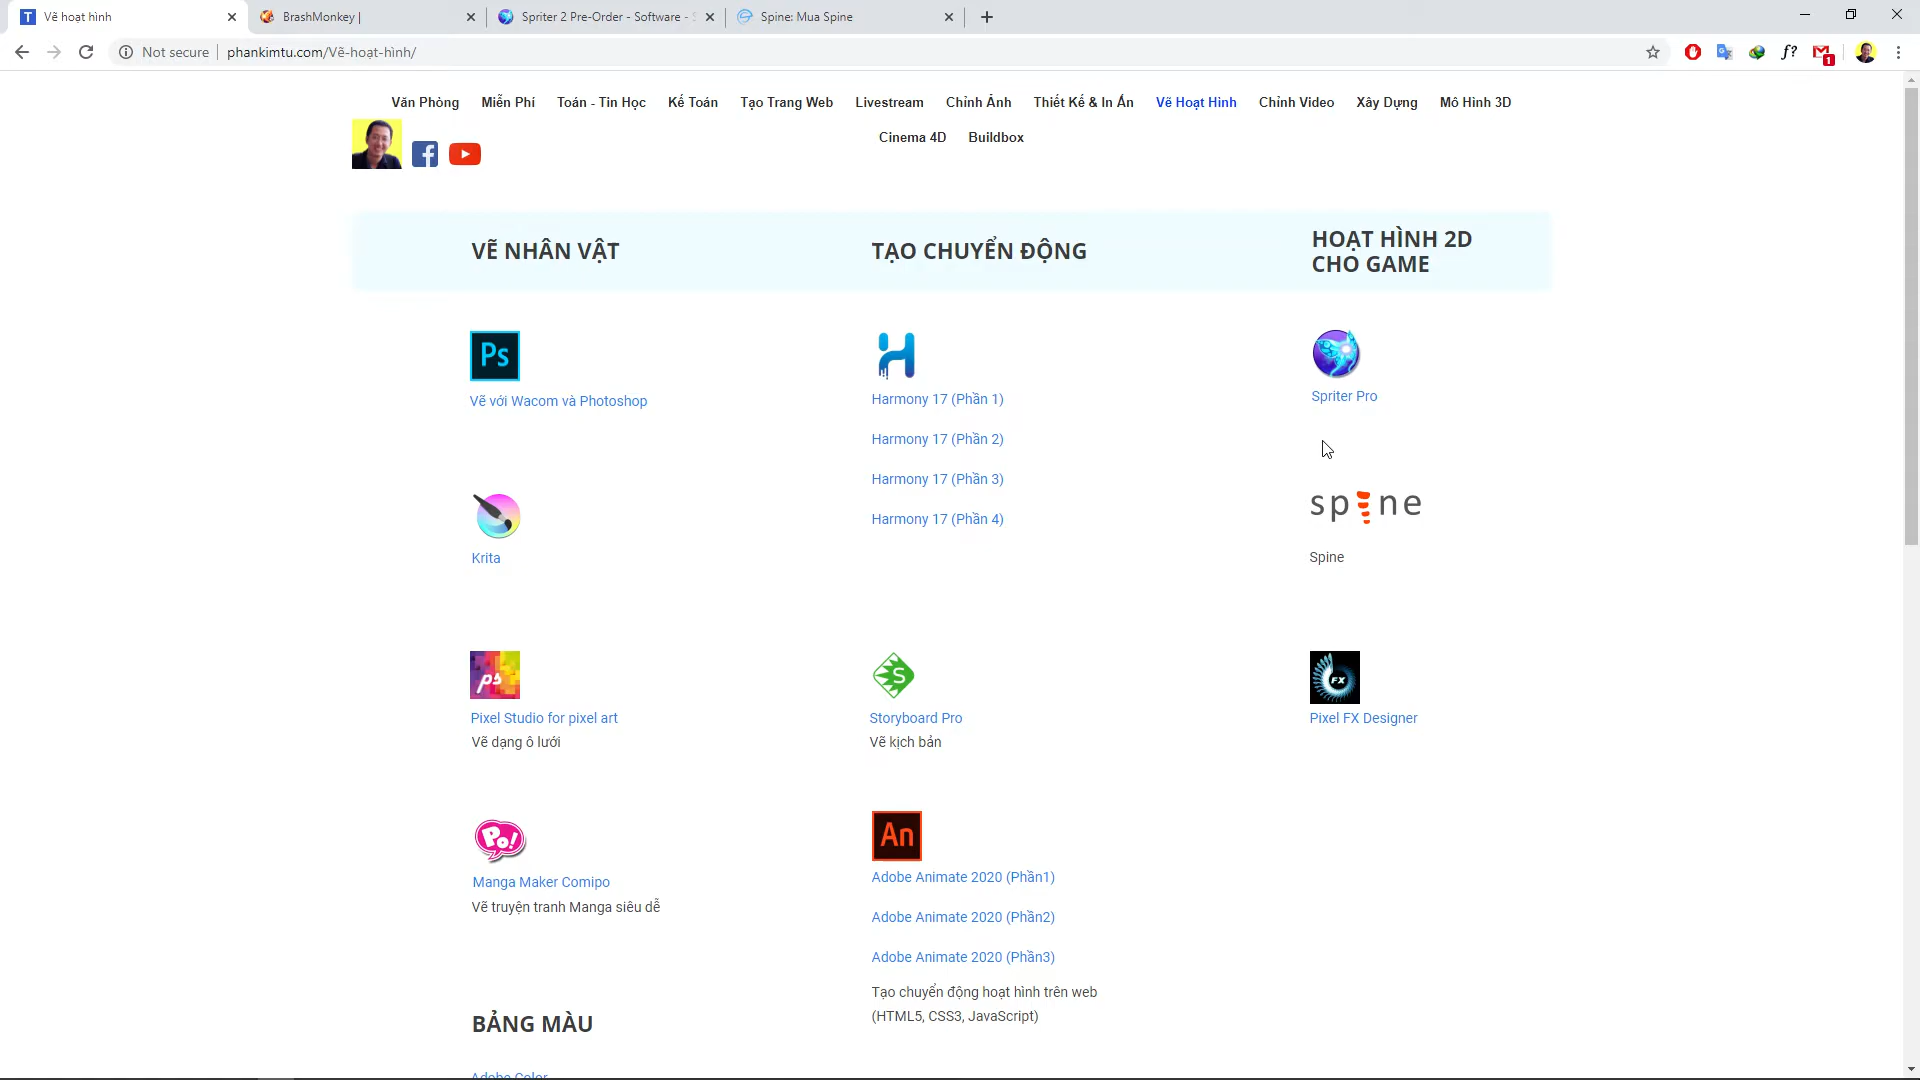 Vẽ hoạt hình
BrashMonkey |
Spriter 2 Pre-Order - Software -
Spine: Mua Spine
Not secure
phankimtu.com/Vẽ-hoạt-hình/
f?
1
Văn Phòng
Miễn Phí
Toán - Tin Học
Kế Toán
Tạo Trang Web
Livestream
Chỉnh Ảnh
Thiết Kế & In Ấn
Vẽ Hoạt Hình
Chỉnh Video
Xây Dựng
Mô Hình 3D
Cinema 4D
Buildbox
VẼ NHÂN VẬT
TẠO CHUYỂN ĐỘNG
HOẠT HÌNH 2D
CHO GAME
Ps
Vẽ với Wacom và Photoshop
Harmony 17 (Phần 1)
Harmony 17 (Phần 2)
Harmony 17 (Phần 3)
Harmony 17 (Phần 4)
Spriter Pro
Krita
spine
Spine
ps
Pixel Studio for pixel art
Vẽ dạng ô lưới
S
Storyboard Pro
Vẽ kịch bản
FX
Pixel FX Designer
Po!
Manga Maker Comipo
Vẽ truyện tranh Manga siêu dễ
An
Adobe Animate 2020 (Phần1)
Adobe Animate 2020 (Phần2)
Adobe Animate 2020 (Phần3)
Tạo chuyển động hoạt hình trên web
(HTML5, CSS3, JavaScript)
BẢNG MÀU
Adobe Color